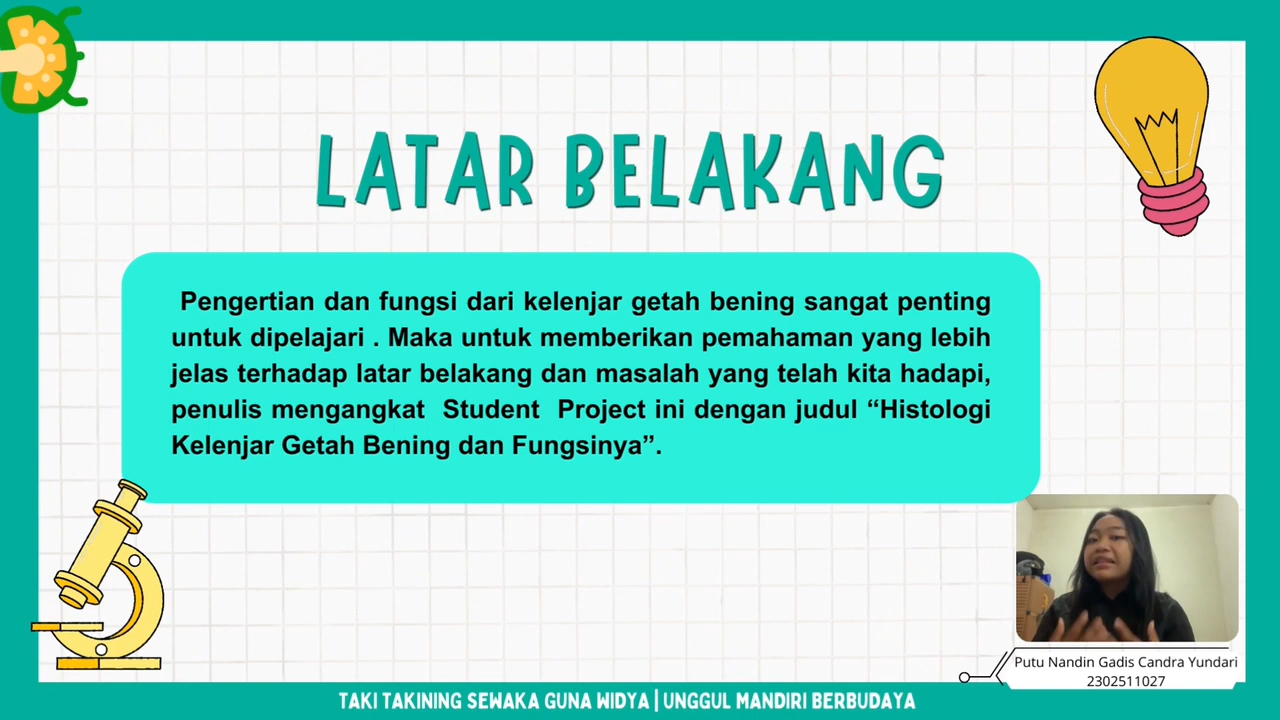 LATAR BELAKANG
Pengertian dan fungsi dari kelenjar getah bening sangat penting
untuk dipelajari . Maka untuk memberikan pemahaman yang lebih
jelas terhadap latar belakang dan masalah yang telah kita hadapi,
penulis mengangkat Student Project ini dengan judul “Histologi
Kelenjar Getah Bening dan Fungsinya”.
Putu Nandin Gadis Candra Yundari
2302511027
TAKI TAKINING SEWAKA GUNA WIDYA | UNGGUL MANDIRI BERBUDAYA